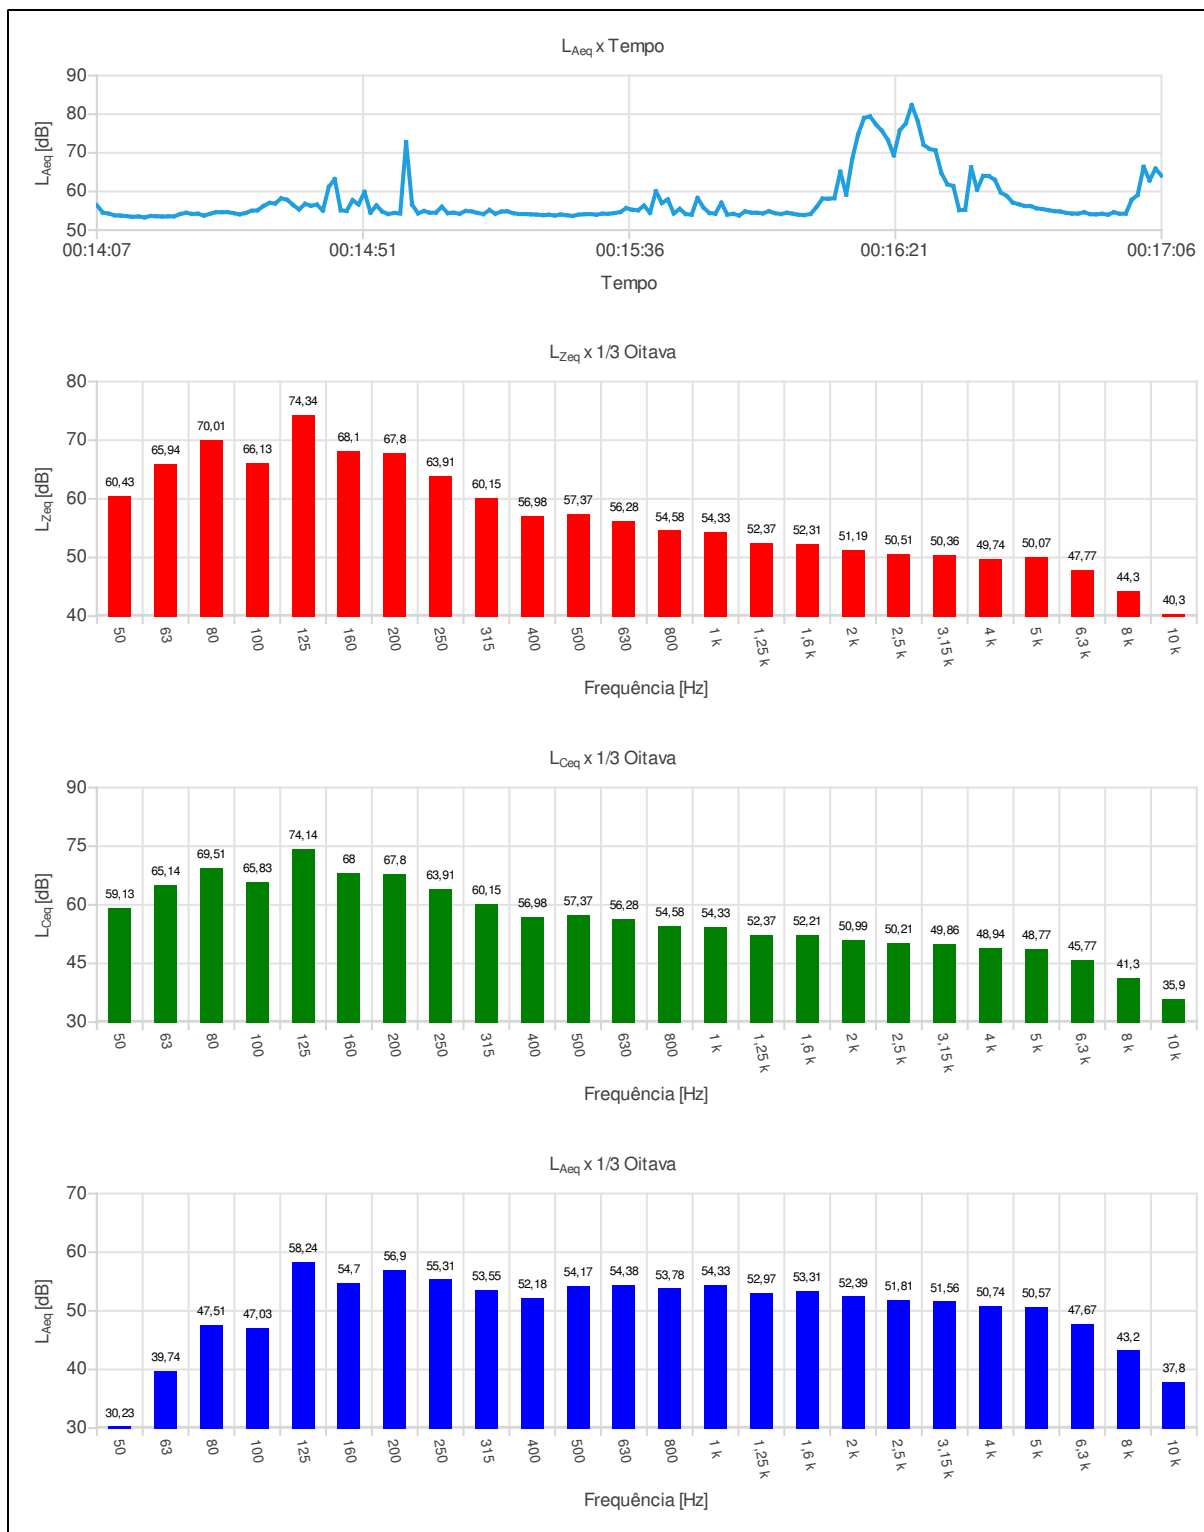 LAeq x Tempo
90
80
70
60
50
LAeq [dB]
00:14:07 00:14:51 00:15:36 00:16:21 00:17:06
Tempo
LZeq x 1/3 Oitava
80
70
60
50
40
LZeq [dB]
60,43 65,94 70,01 66,13 74,34 68,1 67,8 63,91 60,15 56,98 57,37 56,28 54,58 54,33 52,37 52,31 51,19 50,51 50,36 49,74 50,07 47,77 44,3 40,3
50 63 80 100 125 160 200 250 315 400 500 630 800 1 k 1,25 k 1,6 k 2 k 2,5 k 3,15 k 4 k 5 k 6,3 k 8 k 10 k
Frequência [Hz]
LCeq x 1/3 Oitava
90
75
60
45
30
LCeq [dB]
59,13 65,14 69,51 65,83 74,14 68 67,8 63,91 60,15 56,98 57,37 56,28 54,58 54,33 52,37 52,21 50,99 50,21 49,86 48,94 48,77 45,77 41,3 35,9
50 63 80 100 125 160 200 250 315 400 500 630 800 1 k 1,25 k 1,6 k 2 k 2,5 k 3,15 k 4 k 5 k 6,3 k 8 k 10 k
Frequência [Hz]
LAeq x 1/3 Oitava
70
60
50
40
30
LAeq [dB]
30,23 39,74 47,51 47,03 58,24 54,7 56,9 55,31 53,55 52,18 54,17 54,38 53,78 54,33 52,97 53,31 52,39 51,81 51,56 50,74 50,57 47,67 43,2 37,8
50 63 80 100 125 160 200 250 315 400 500 630 800 1 k 1,25 k 1,6 k 2 k 2,5 k 3,15 k 4 k 5 k 6,3 k 8 k 10 k
Frequência [Hz]